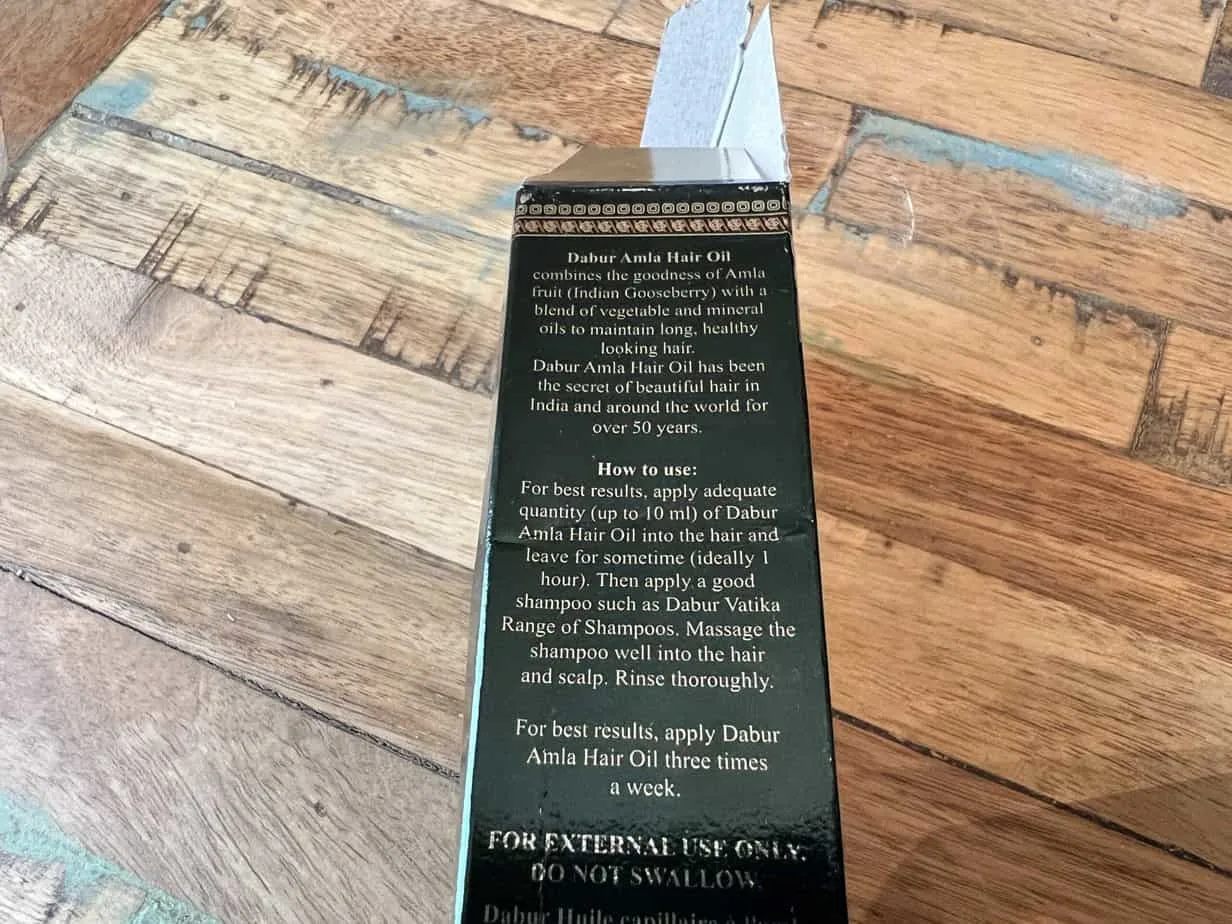 Dabur Amla Hair Oil
combines the goodness of Amla
fruit (Indian Gooseberry) with a
blend of vegetable and mineral
oils to maintain long, healthy
looking hair.
Dabur Amla Hair Oil has been
the secret of beautiful hair in
India and around the world for
over 50 years.
How to use:
For best results, apply adequate
quantity (up to 10 ml) of Dabur
Amla Hair Oil into the hair and
leave for sometime (ideally 1
hour). Then apply a good
shampoo such as Dabur Vatika
Range of Shampoos. Massage the
shampoo well into the hair
and scalp. Rinse thoroughly.
For best results, apply Dabur
Amla Hair Oil three times
a week.
FOR EXTERNAL USE ONLY.
DO NOT SWALLOW.
Dabur Huile capillaire à